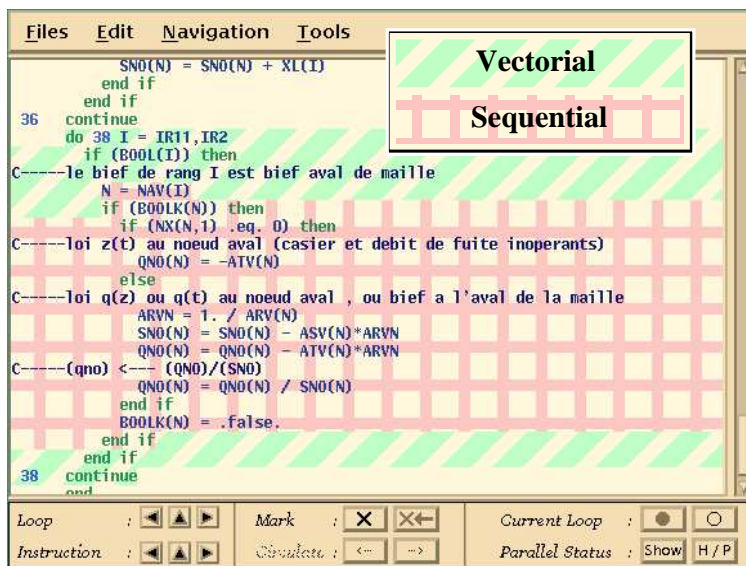 Files Edit Navigation Tools
Vectorial
Sequential
SNO(N) = SNO(N) + XL(I)
end if
end if
36 continue
do 38 I = IR11,IR2
if (BOOL(I)) then
C-----le bief de rang I est bief aval de maille
N = NAV(I)
if (BOOLK(N)) then
if (NX(N,1) .eq. 0) then
C-----loi z(t) au noeud aval (casier et debit de fuite inoperants)
QNO(N) = -ATV(N)
else
C-----loi q(z) ou q(t) au noeud aval , ou bief a l'aval de la maille
ARVN = 1. / ARV(N)
SNO(N) = SNO(N) - ASV(N)*ARVN
QNO(N) = QNO(N) - ATV(N)*ARVN
C-----(qno) <--- (QNO)/(SNO)
QNO(N) = QNO(N) / SNO(N)
end if
BOOLK(N) = .false.
end if
end if
38 continue
end
Loop : Mark : Current Loop :
Instruction : Circulate : <-- --> Parallel Status : Show H / P